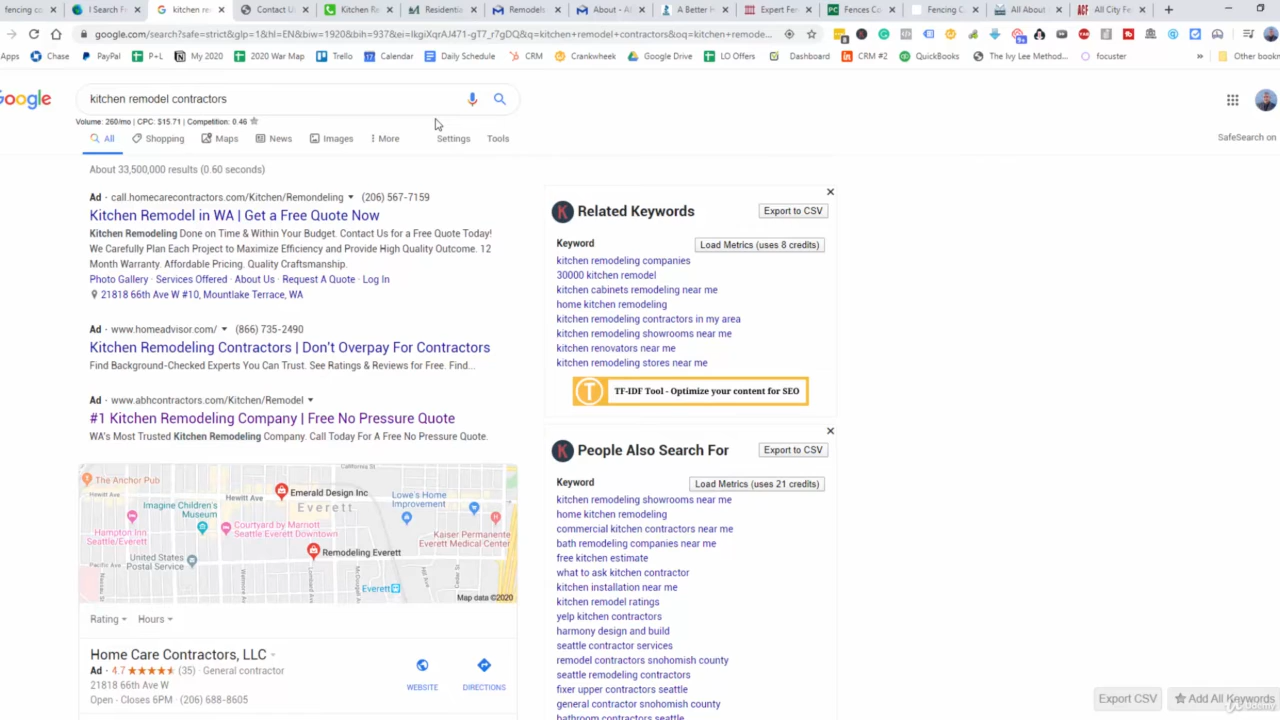 fencing co
I Search Fr
kitchen re
Contact Us
Kitchen Re
Residentia
Remodels
About - Al
A Better H
Expert Fen
Fences Co
Fencing C
All About
All City Fe
google.com/search?safe=strict&glp=1&hl=EN&biw=1920&bih=937&ei=IkgiXqrAJ471-gT7_r7gDQ&q=kitchen+remodel+contractors&oq=kitchen+remode...
Apps
Chase
PayPal
P+L
My 2020
2020 War Map
Trello
Calendar
Daily Schedule
CRM
Crankwheek
Google Drive
LO Offers
Dashboard
CRM #2
QuickBooks
The Ivy Lee Method...
focuster
»
Other bookn
oogle
kitchen remodel contractors
Volume: 260/mo | CPC: $15.71 | Competition: 0.46
All
Shopping
Maps
News
Images
More
Settings
Tools
SafeSearch on
About 33,500,000 results (0.60 seconds)
Ad · call.homecarecontractors.com/Kitchen/Remondeling (206) 567-7159
Kitchen Remodel in WA | Get a Free Quote Now
Kitchen Remodeling Done on Time & Within Your Budget. Contact Us for a Free Quote Today!
We Carefully Plan Each Project to Maximize Efficiency and Provide High Quality Outcome. 12
Month Warranty. Affordable Pricing. Quality Craftsmanship.
Photo Gallery · Services Offered · About Us · Request A Quote · Log In
21818 66th Ave W #10, Mountlake Terrace, WA
Ad · www.homeadvisor.com/ (866) 735-2490
Kitchen Remodeling Contractors | Don't Overpay For Contractors
Find Background-Checked Experts You Can Trust. See Ratings & Reviews for Free. Find...
Ad · www.abhcontractors.com/Kitchen/Remodel
#1 Kitchen Remodeling Company | Free No Pressure Quote
WA's Most Trusted Kitchen Remodeling Company. Call Today For A Free No Pressure Quote.
California St
The Anchor Pub
Hewitt Ave
Hewitt Ave
Emerald Design Inc
Everett
Lowe's Home
Improvement
Imagine Children's
Museum
Hampton Inn
Seattle/Everett
Courtyard by Marriott
Seattle Everett Downtown
Kaiser Permanente
Everett Medical Center
United States
Postal Service
Remodeling Everett
Pacific Ave
Everett
Map data ©2020
Rating
Hours
Home Care Contractors, LLC
Ad · 4.7 (35) · General contractor
21818 66th Ave W
Open · Closes 6PM · (206) 688-8605
WEBSITE
DIRECTIONS
K
Related Keywords
Export to CSV
Keyword
Load Metrics (uses 8 credits)
kitchen remodeling companies
30000 kitchen remodel
kitchen cabinets remodeling near me
home kitchen remodeling
kitchen remodeling contractors in my area
kitchen remodeling showrooms near me
kitchen renovators near me
kitchen remodeling stores near me
T
TF-IDF Tool - Optimize your content for SEO
K
People Also Search For
Export to CSV
Keyword
Load Metrics (uses 21 credits)
kitchen remodeling showrooms near me
home kitchen remodeling
commercial kitchen contractors near me
bath remodeling companies near me
free kitchen estimate
what to ask kitchen contractor
kitchen installation near me
kitchen remodel ratings
yelp kitchen contractors
harmony design and build
seattle contractor services
remodel contractors snohomish county
seattle remodeling contractors
fixer upper contractors seattle
general contractor snohomish county
bathroom contractors seattle
Export CSV
Add All Keywords
Udemy